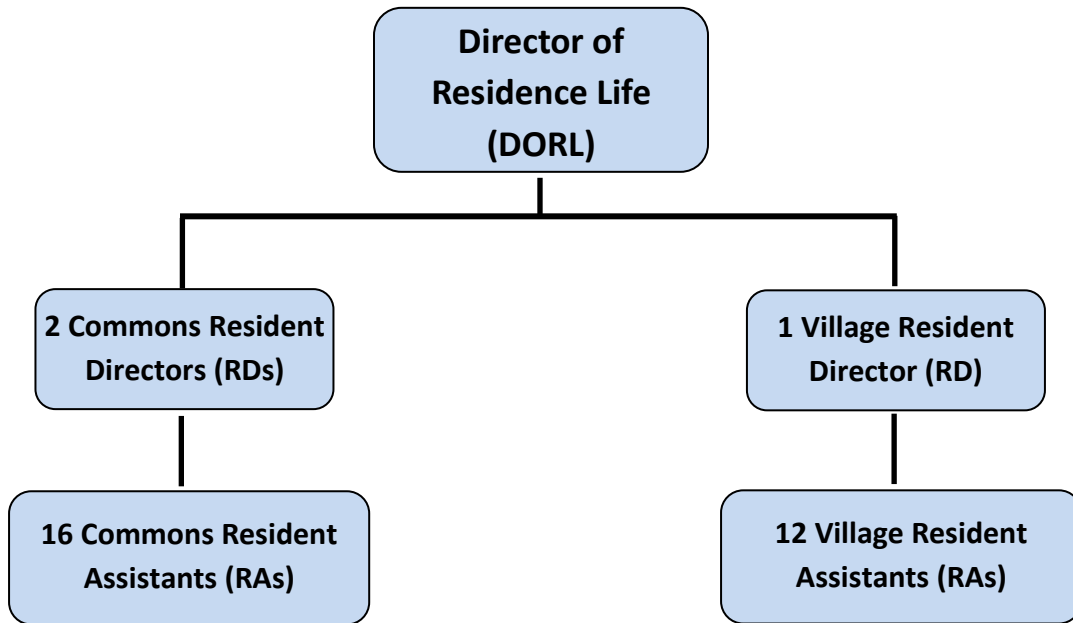 Director of
Residence Life
(DORL)
2 Commons Resident
Directors (RDs)
1 Village Resident
Director (RD)
16 Commons Resident
Assistants (RAs)
12 Village Resident
Assistants (RAs)